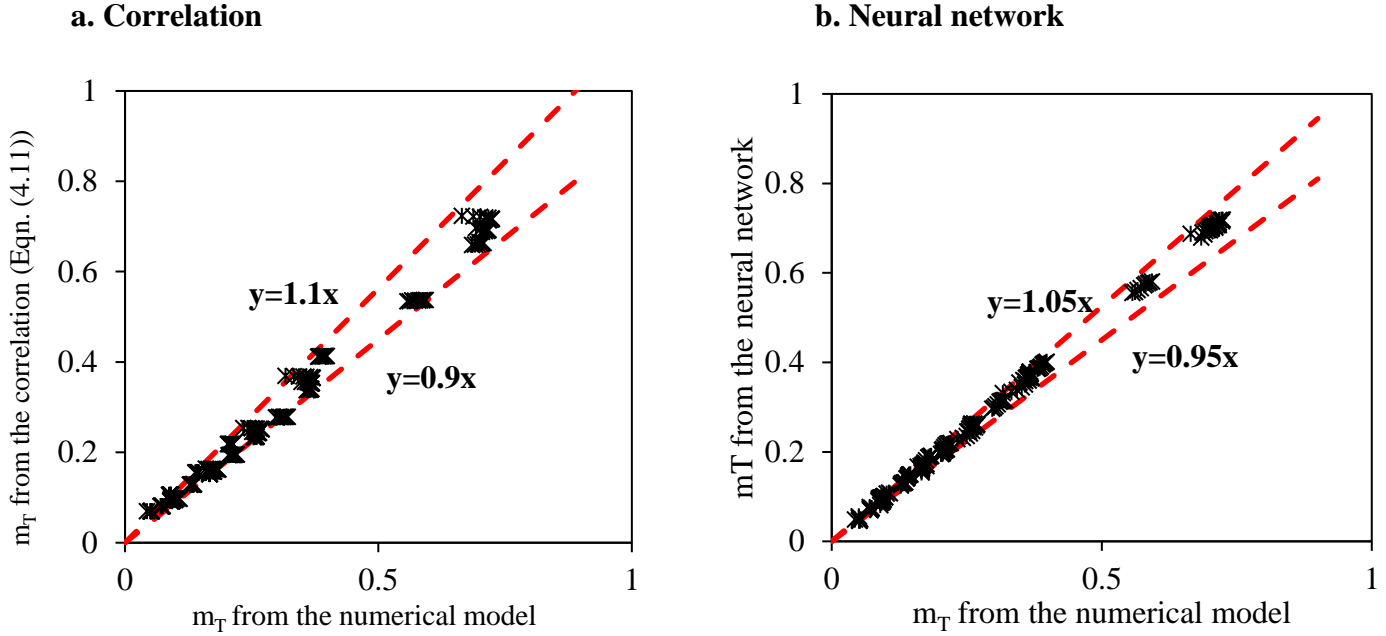 a. Correlation
m_T from the correlation (Eqn. (4.11))
1
0.8
0.6
0.4
0.2
0
y=1.1x
y=0.9x
0 0.5 1
m_T from the numerical model
b. Neural network
mT from the neural network
1
0.8
0.6
0.4
0.2
0
y=1.05x
y=0.95x
0 0.5 1
m_T from the numerical model